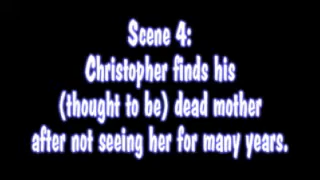 Scene 4:
Christopher finds his
(thought to be) dead mother
after not seeing her for many years.